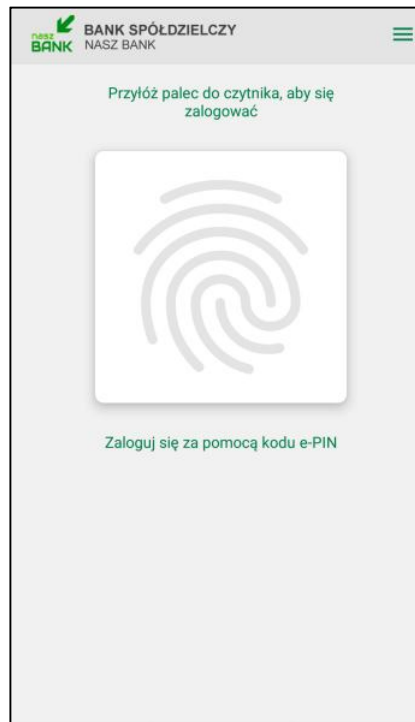 nasz
BANK
BANK SPÓŁDZIELCZY
NASZ BANK
Przyłóż palec do czytnika, aby się
zalogować
Zaloguj się za pomocą kodu e-PIN